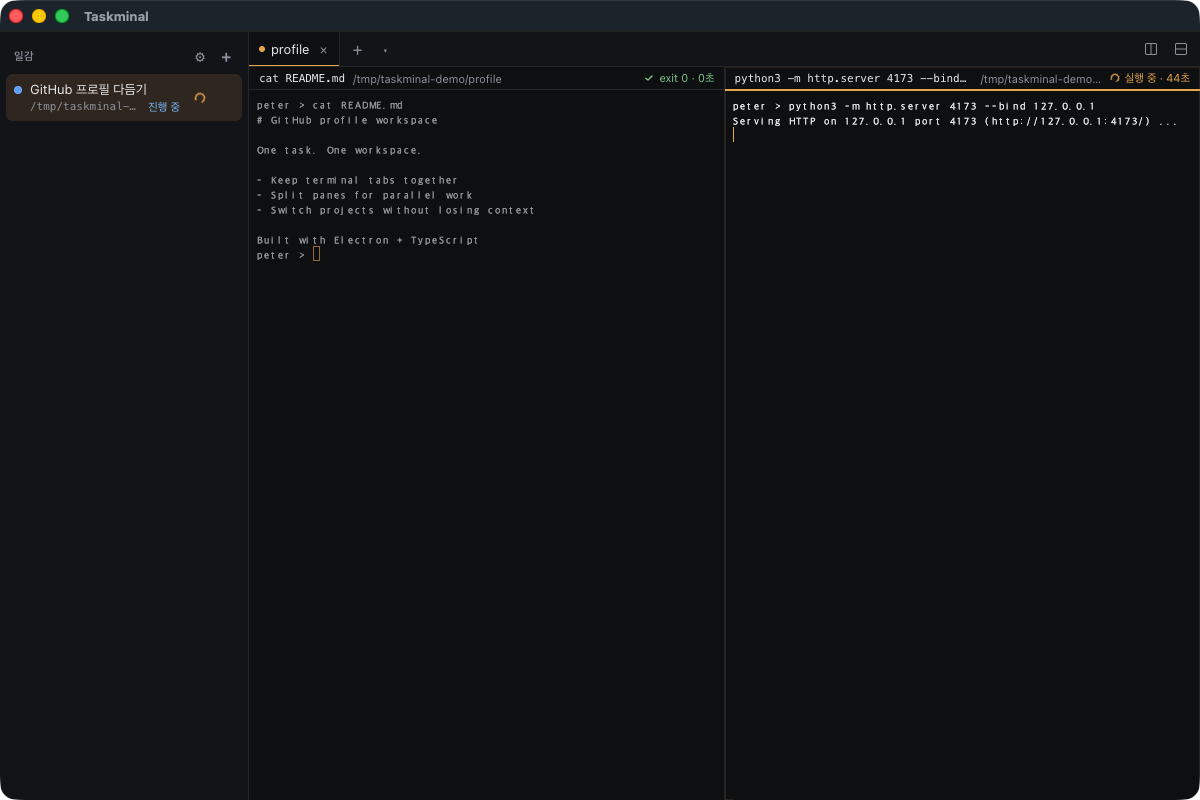 Taskminal
일감
GitHub 프로필 다듬기
/tmp/taskminal-… 진행 중
profile
cat README.md /tmp/taskminal-demo/profile exit 0 · 0초
peter > cat README.md
# GitHub profile workspace
One task. One workspace.
- Keep terminal tabs together
- Split panes for parallel work
- Switch projects without losing context
Built with Electron + TypeScript
peter >
python3 -m http.server 4173 --bind… /tmp/taskminal-demo… 실행 중 · 44초
peter > python3 -m http.server 4173 --bind 127.0.0.1
Serving HTTP on 127.0.0.1 port 4173 (http://127.0.0.1:4173/) ...